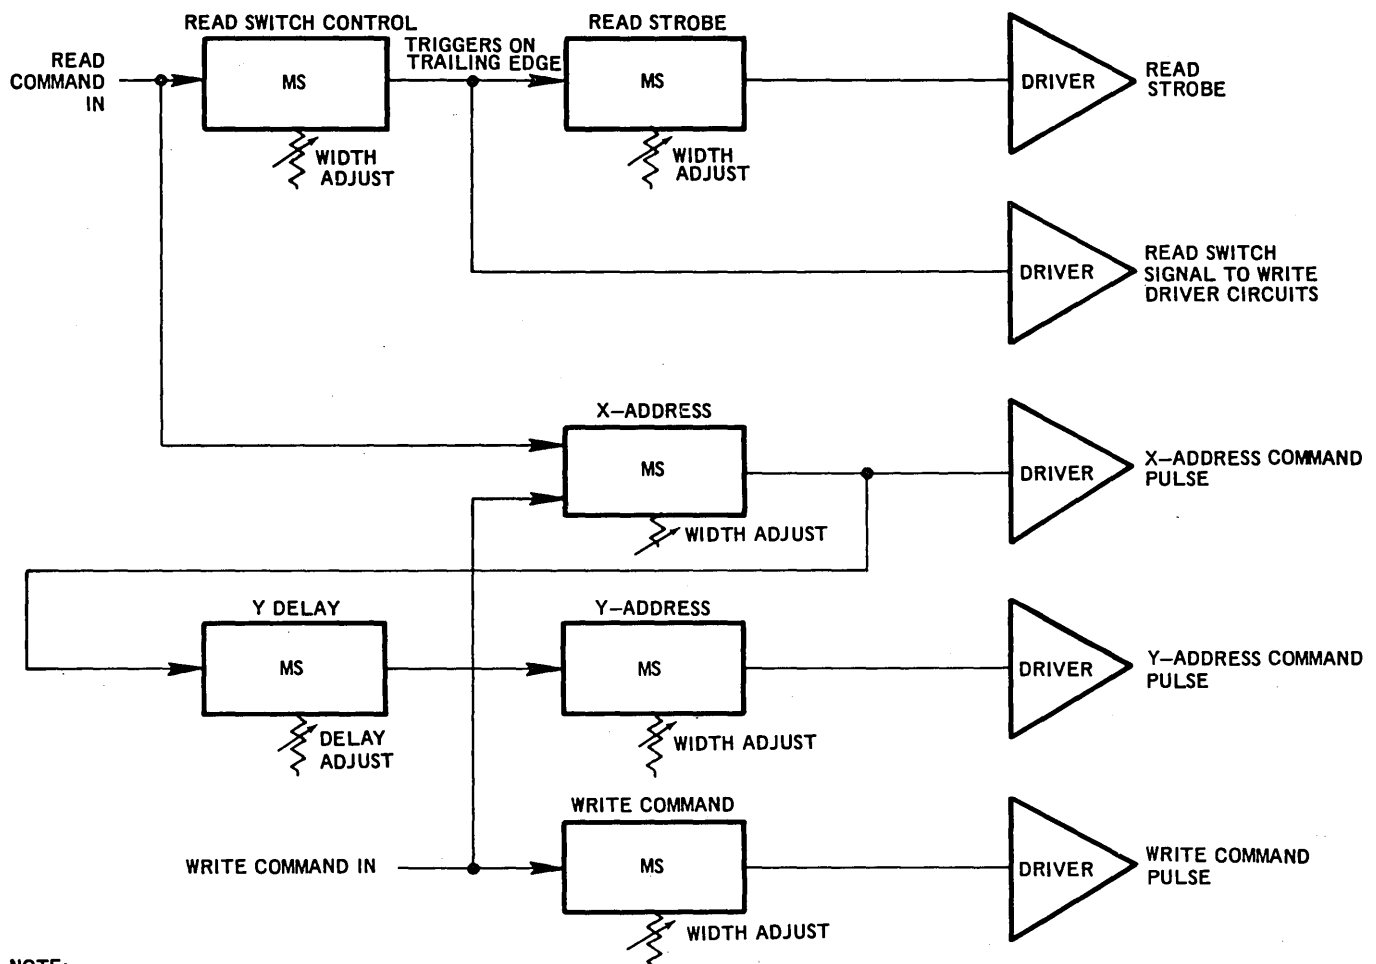 READ SWITCH CONTROL
READ STROBE
TRIGGERS ON
TRAILING EDGE
READ
COMMAND
IN
MS
MS
DRIVER
READ
STROBE
WIDTH
ADJUST
WIDTH
ADJUST
DRIVER
READ SWITCH
SIGNAL TO WRITE
DRIVER CIRCUITS
X-ADDRESS
MS
DRIVER
X-ADDRESS COMMAND
PULSE
WIDTH ADJUST
Y DELAY
Y-ADDRESS
MS
MS
DRIVER
Y-ADDRESS COMMAND
PULSE
DELAY
ADJUST
WIDTH ADJUST
WRITE COMMAND
WRITE COMMAND IN
MS
DRIVER
WRITE COMMAND
PULSE
WIDTH ADJUST
NOTE: